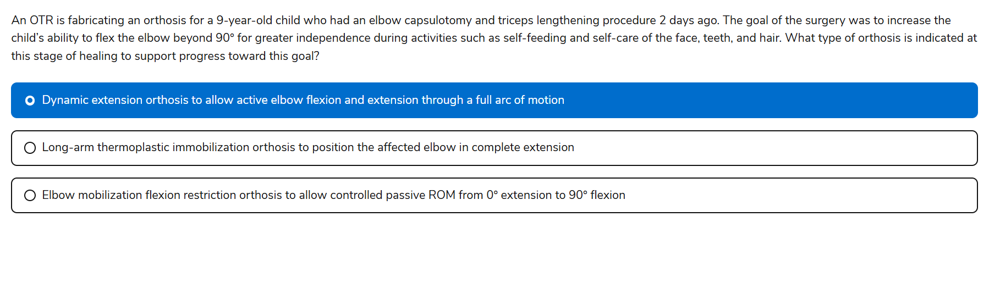 An OTR is fabricating an orthosis for a 9-year-old child who had an elbow capsulotomy and triceps lengthening procedure 2 days ago. The goal of the surgery was to increase the
child’s ability to flex the elbow beyond 90° for greater independence during activities such as self-feeding and self-care of the face, teeth, and hair. What type of orthosis is indicated at
this stage of healing to support progress toward this goal?
Dynamic extension orthosis to allow active elbow flexion and extension through a full arc of motion
Long-arm thermoplastic immobilization orthosis to position the affected elbow in complete extension
Elbow mobilization flexion restriction orthosis to allow controlled passive ROM from 0° extension to 90° flexion